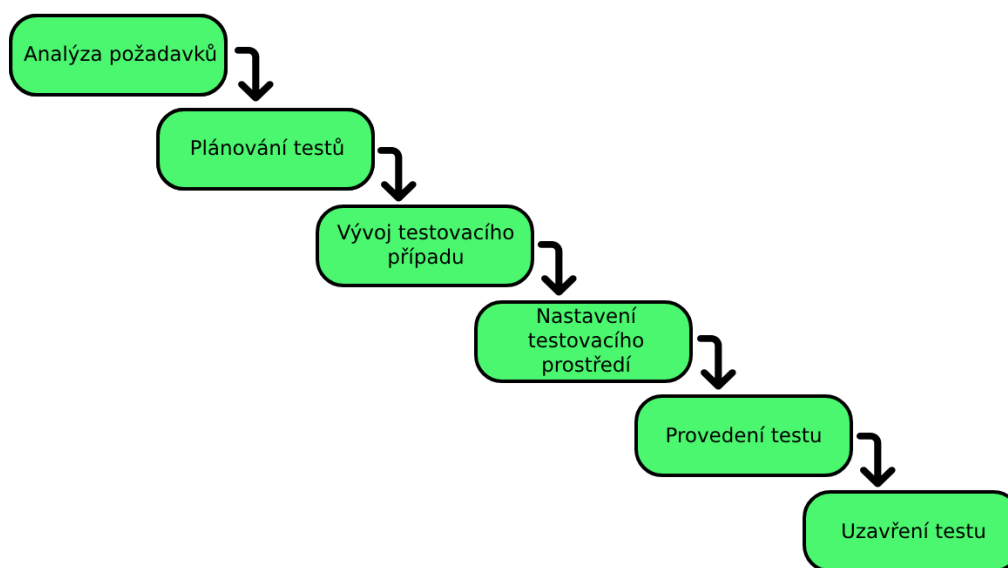 Analýza požadavků
Plánování testů
Vývoj testovacího
případu
Nastavení
testovacího
prostředí
Provedení testu
Uzavření testu